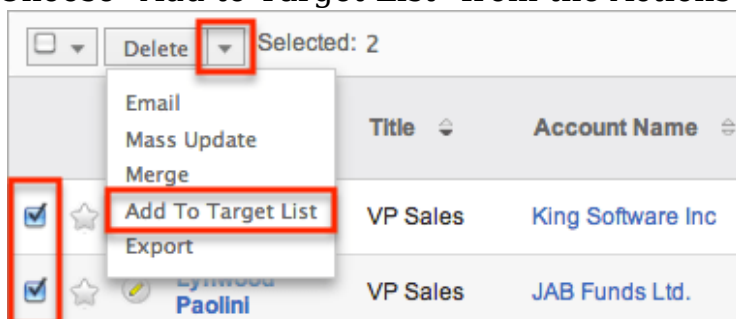 Choose "Add to Target List" from the Actions
Delete Selected: 2
Email
Mass Update
Merge
Add To Target List
Export
Title Account Name
VP Sales King Software Inc
Lynwood
Paolini VP Sales JAB Funds Ltd.